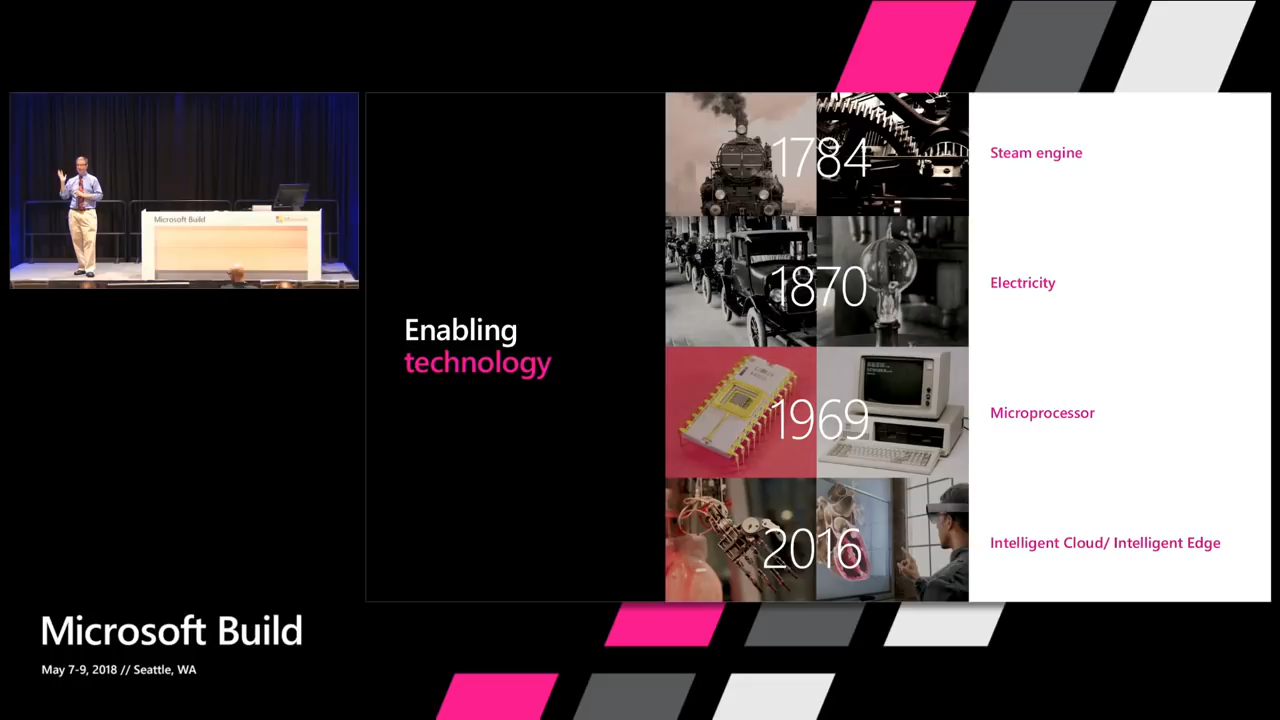 Microsoft Build
Microsoft
Enabling
technology
1784
Steam engine
1870
Electricity
1969
Microprocessor
2016
Intelligent Cloud/ Intelligent Edge
Microsoft Build
May 7-9, 2018 // Seattle, WA